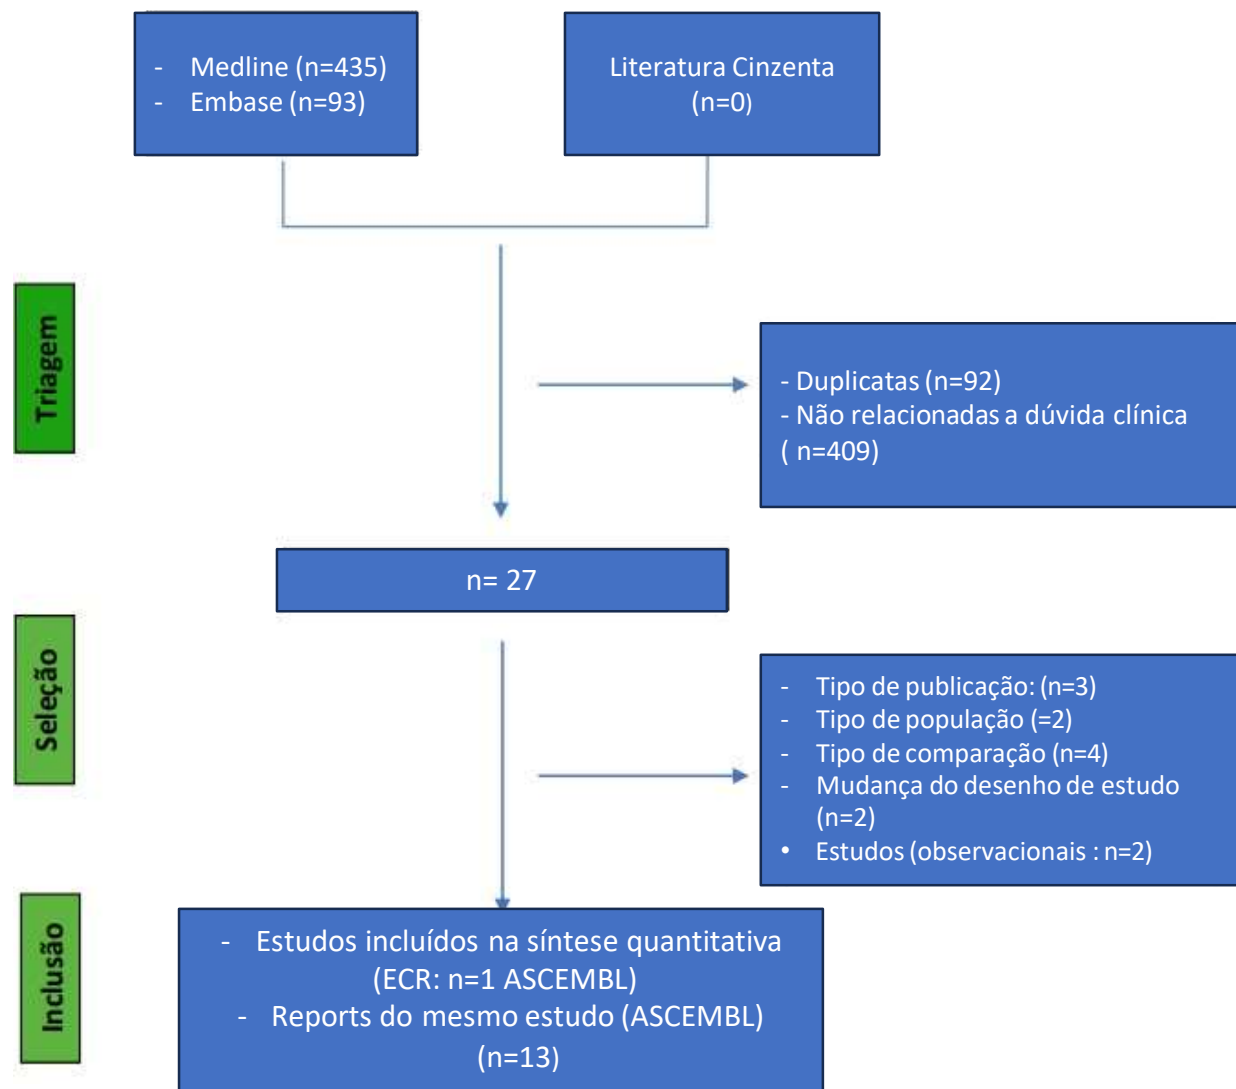 - Medline (n=435)
- Embase (n=93)
Literatura Cinzenta
(n=0)
Triagem
- Duplicatas (n=92)
- Não relacionadas a dúvida clínica
( n=409)
n= 27
Seleção
- Tipo de publicação: (n=3)
- Tipo de população (=2)
- Tipo de comparação (n=4)
- Mudança do desenho de estudo
(n=2)
• Estudos (observacionais : n=2)
Inclusão
- Estudos incluídos na síntese quantitativa
(ECR: n=1 ASCEMBL)
- Reports do mesmo estudo (ASCEMBL)
(n=13)